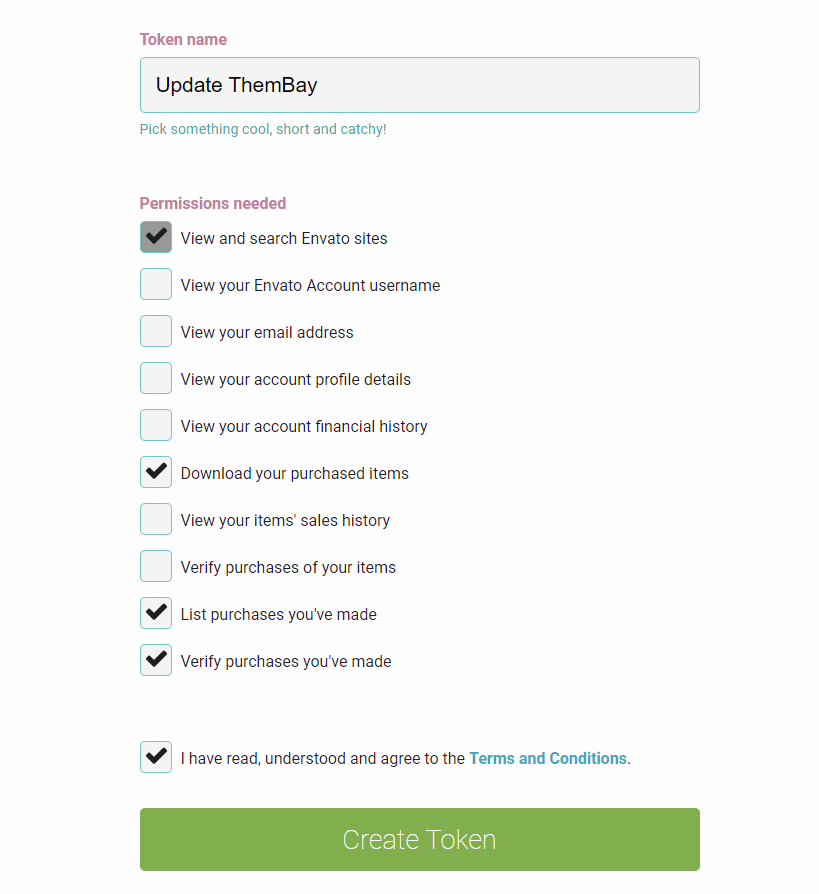 Token name
Update ThemBay
Pick something cool, short and catchy!
Permissions needed
View and search Envato sites
View your Envato Account username
View your email address
View your account profile details
View your account financial history
Download your purchased items
View your items' sales history
Verify purchases of your items
List purchases you've made
Verify purchases you've made
I have read, understood and agree to the Terms and Conditions.
Create Token